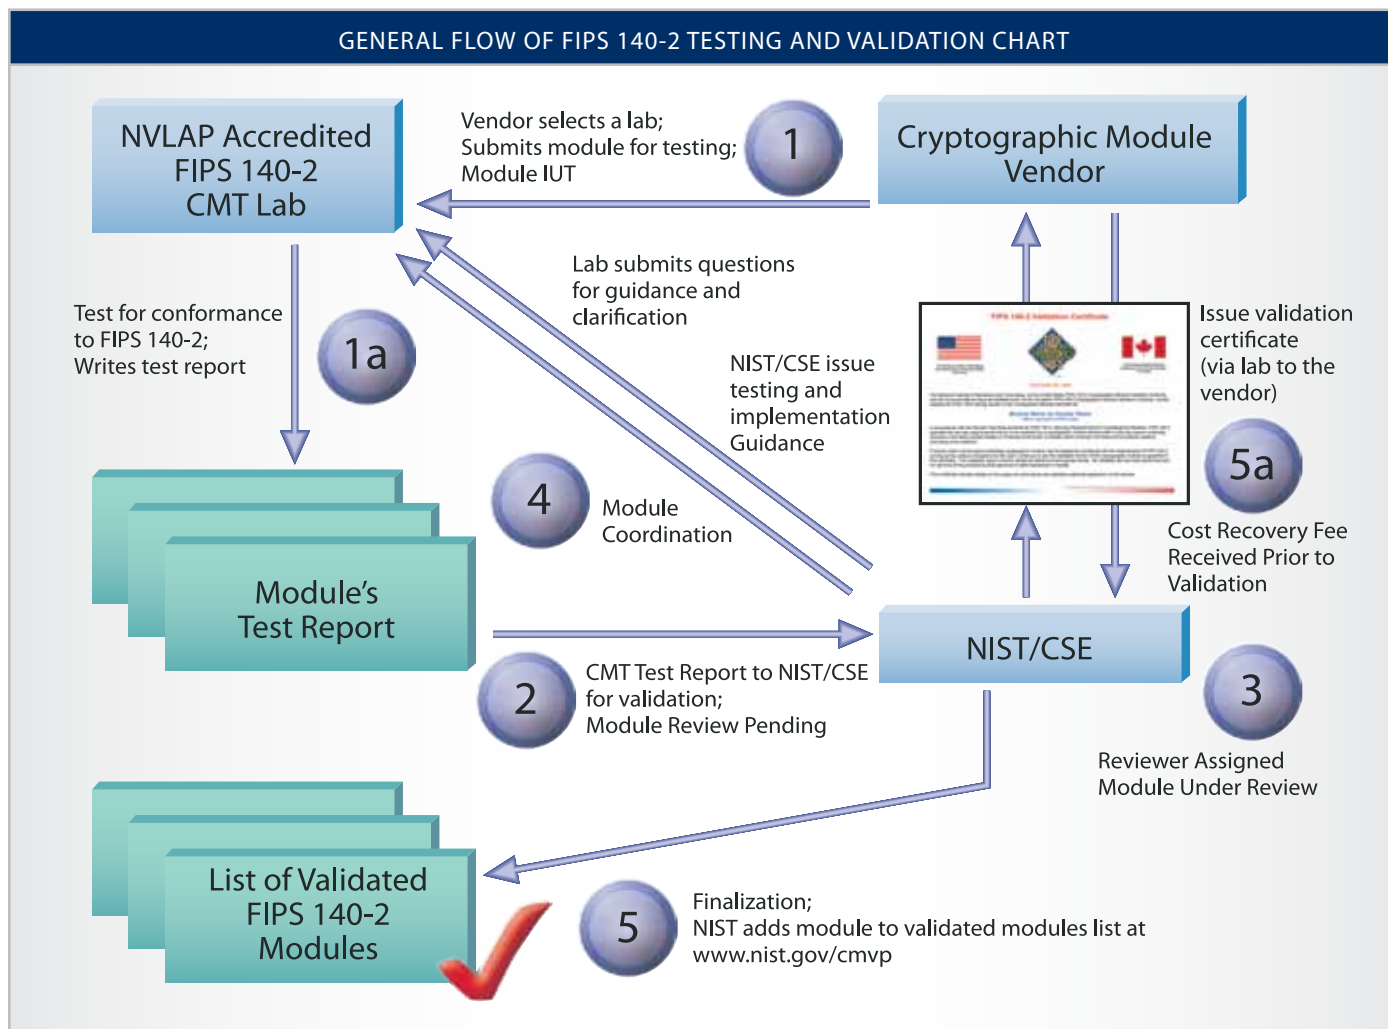 GENERAL FLOW OF FIPS 140-2 TESTING AND VALIDATION CHART
NVLAP Accredited
FIPS 140-2
CMT Lab
Vendor selects a lab;
Submits module for testing;
Module IUT
1
Cryptographic Module
Vendor
Test for conformance
to FIPS 140-2;
Writes test report
1a
Lab submits questions
for guidance and
clarification
NIST/CSE issue
testing and
implementation
Guidance
FIPS 140-2 Validation Certificate
Issue validation
certificate
(via lab to the
vendor)
5a
Cost Recovery Fee
Received Prior to
Validation
4
Module
Coordination
Module's
Test Report
2
CMT Test Report to NIST/CSE
for validation;
Module Review Pending
NIST/CSE
3
Reviewer Assigned
Module Under Review
List of Validated
FIPS 140-2
Modules
5
Finalization;
NIST adds module to validated modules list at
www.nist.gov/cmvp